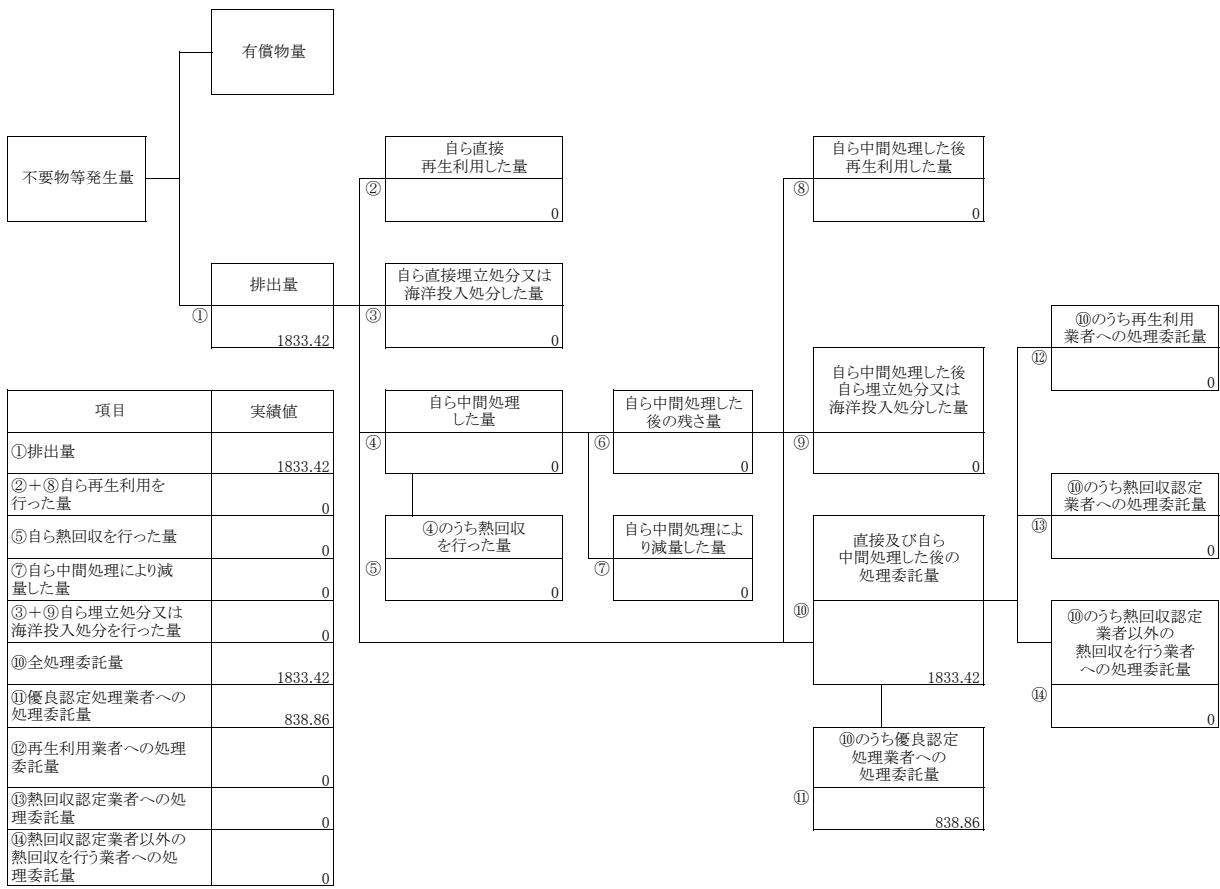 有償物量
不要物等発生量
排出量
①
1833.42
自ら直接
再生利用した量
②
0
自ら直接埋立処分又は
海洋投入処分した量
③
0
自ら中間処理
した量
④
0
④のうち熱回収
を行った量
⑤
0
自ら中間処理した
後の残さ量
⑥
0
自ら中間処理によ
り減量した量
⑦
0
自ら中間処理した後
再生利用した量
⑧
0
自ら中間処理した後
自ら埋立処分又は
海洋投入処分した量
⑨
0
直接及び自ら
中間処理した後の
処理委託量
⑩
1833.42
⑩のうち優良認定
処理業者への
処理委託量
⑪
838.86
⑩のうち再生利用
業者への処理委託量
⑫
0
⑩のうち熱回収認定
業者への処理委託量
⑬
0
⑩のうち熱回収認定
業者以外の
熱回収を行う業者
への処理委託量
⑭
0
項目 実績値
①排出量
1833.42
②+⑧自ら再生利用を
行った量
0
⑤自ら熱回収を行った量
0
⑦自ら中間処理により減
量した量
0
③+⑨自ら埋立処分又は
海洋投入処分を行った量
0
⑩全処理委託量
1833.42
⑪優良認定処理業者への
処理委託量
838.86
⑫再生利用業者への処理
委託量
0
⑬熱回収認定業者への処
理委託量
0
⑭熱回収認定業者以外の
熱回収を行う業者への処
理委託量
0